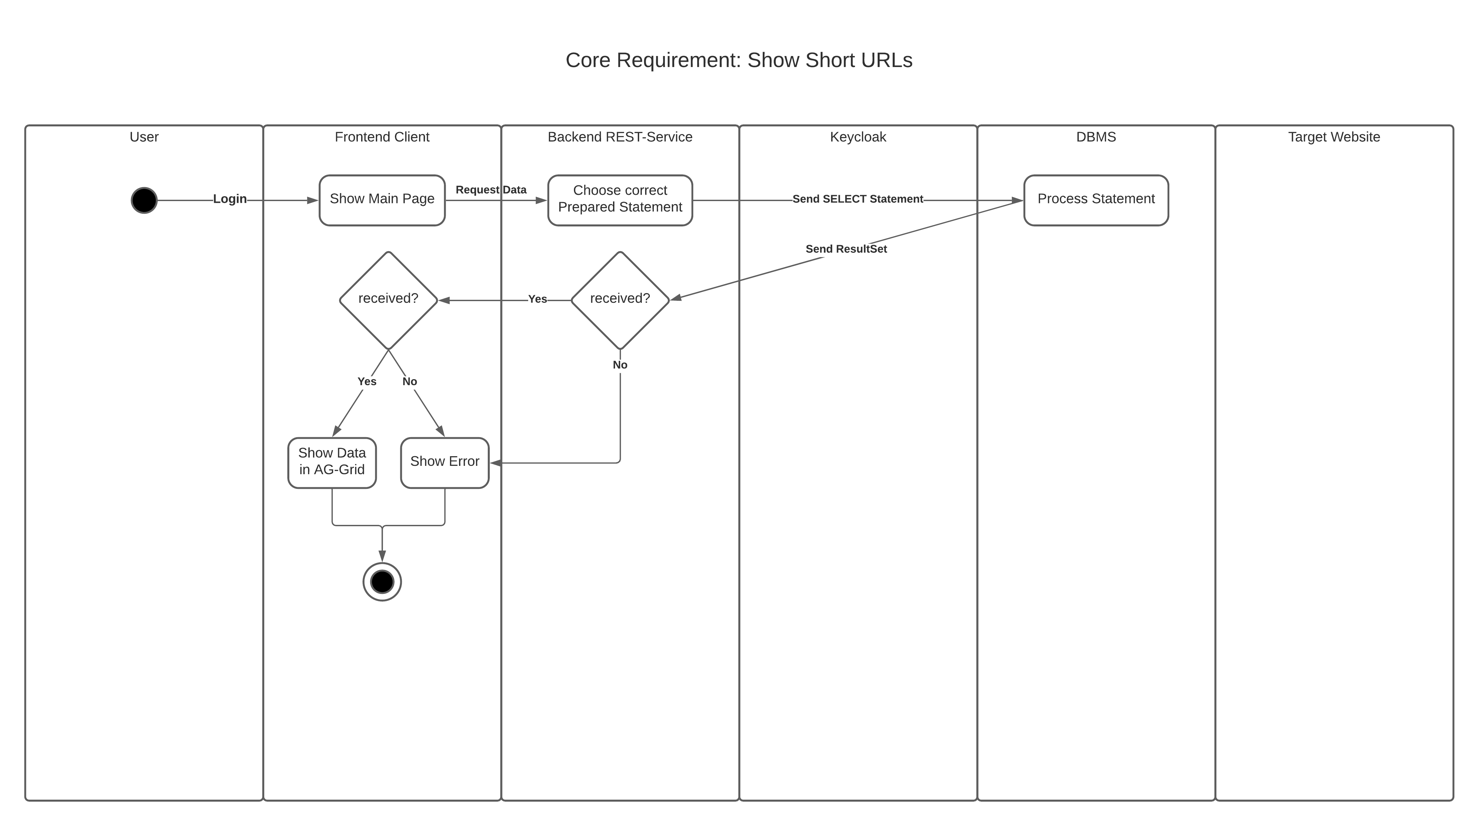 Core Requirement: Show Short URLs
User
Frontend Client
Backend REST-Service
Keycloak
DBMS
Target Website
Login
Show Main Page
Request Data
Choose correct
Prepared Statement
Send SELECT Statement
Process Statement
Send ResultSet
received?
Yes
received?
No
Yes
No
Show Data
in AG-Grid
Show Error